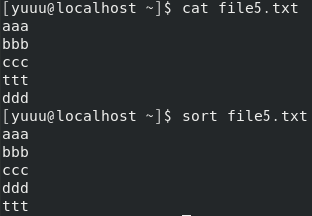 [yuuu@localhost ~]$ cat file5.txt
aaa
bbb
ccc
ttt
ddd
[yuuu@localhost ~]$ sort file5.txt
aaa
bbb
ccc
ddd
ttt